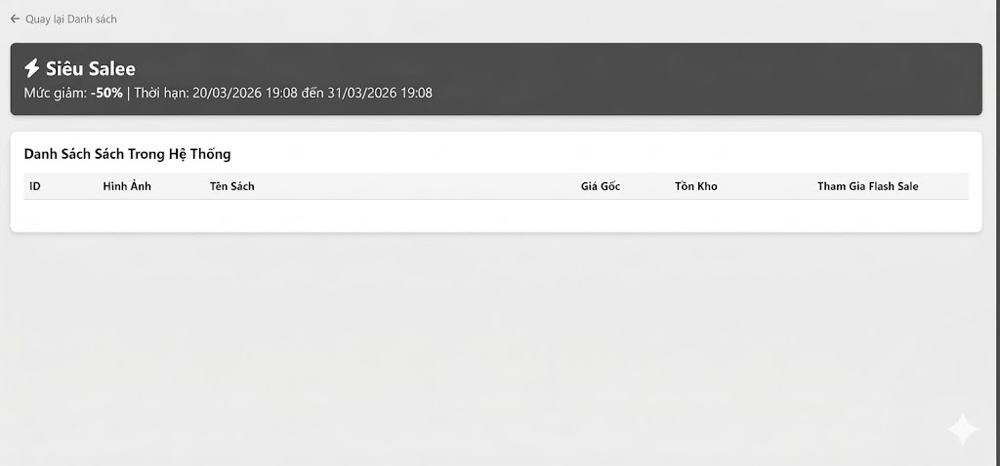 Quay lại Danh sách
Siêu Salee
Mức giảm: -50% | Thời hạn: 20/03/2026 19:08 đến 31/03/2026 19:08
Danh Sách Sách Trong Hệ Thống
ID Hình Ảnh Tên Sách Giá Gốc Tồn Kho Tham Gia Flash Sale